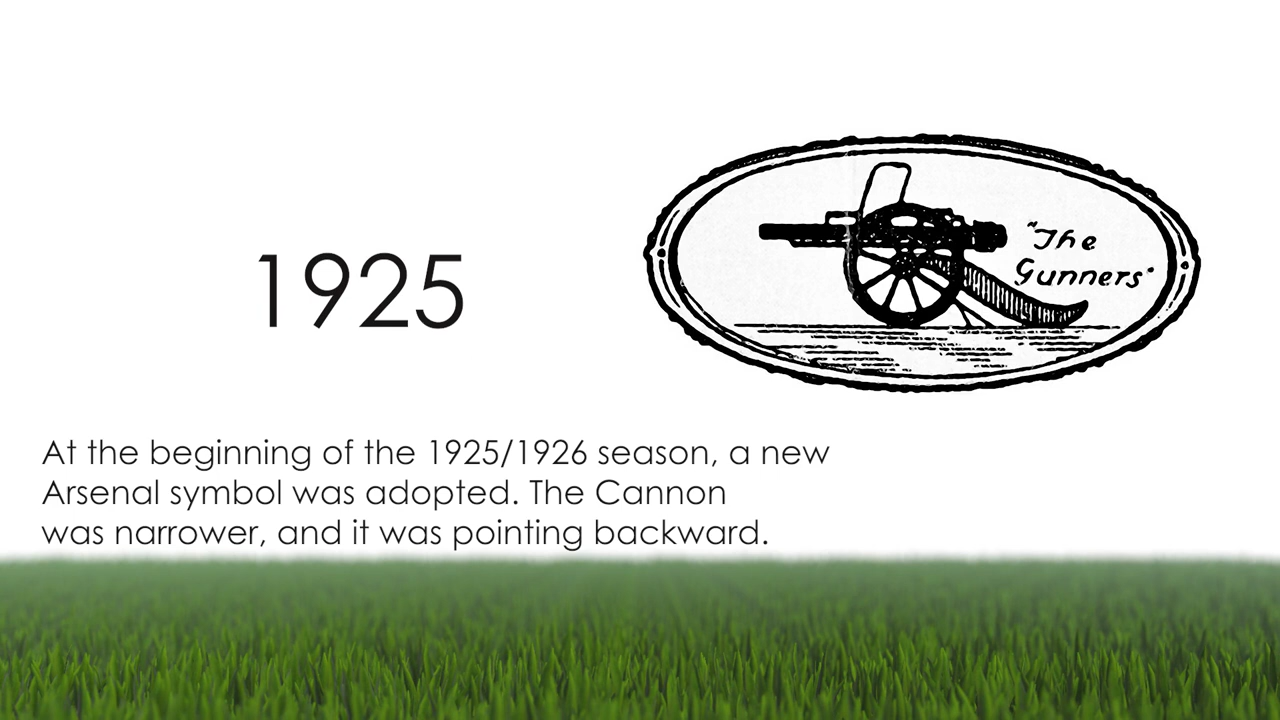 1925
"The
Gunners"
At the beginning of the 1925/1926 season, a new
Arsenal symbol was adopted. The Cannon
was narrower, and it was pointing backward.